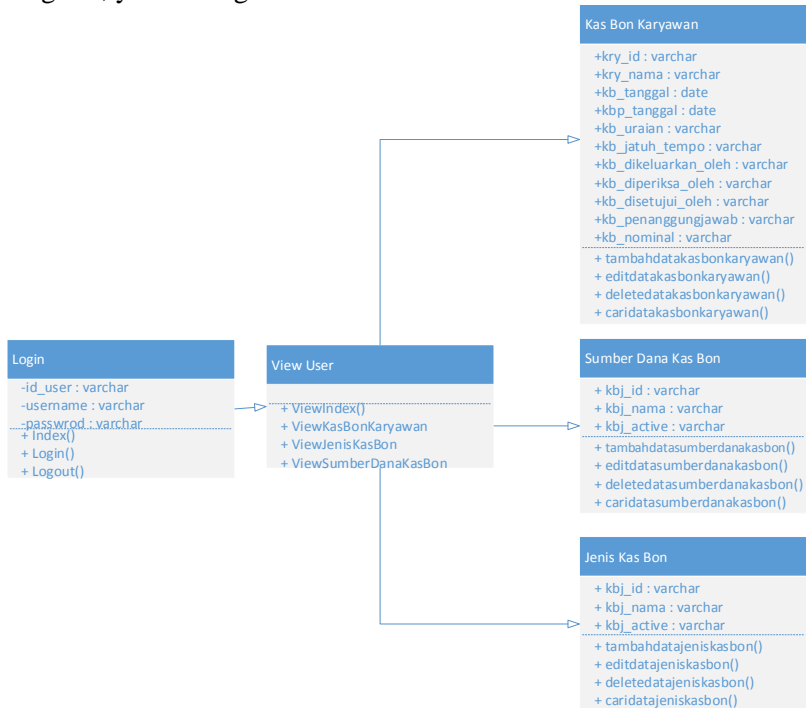 Kas Bon Karyawan
+kry_id : varchar
+kry_nama : varchar
+kb_tanggal : date
+kbp_tanggal : date
+kb_uraian : varchar
+kb_jatuh_tempo : varchar
+kb_dikeluarkan_oleh : varchar
+kb_diperiksa_oleh : varchar
+kb_disetujui_oleh : varchar
+kb_penanggungjawab : varchar
+kb_nominal : varchar
+ tambahdatakasbonkaryawan()
+ editdatakasbonkaryawan()
+ deletedatakasbonkaryawan()
+ caridatakasbonkaryawan()
Login
-id_user : varchar
-username : varchar
-passwrod : varchar
+ Index()
+ Login()
+ Logout()
View User
+ ViewIndex()
+ ViewKasBonKaryawan
+ ViewJenisKasBon
+ ViewSumberDanaKasBon
Sumber Dana Kas Bon
+ kbj_id : varchar
+ kbj_nama : varchar
+ kbj_active : varchar
+ tambahdatasumberdanakasbon()
+ editdatasumberdanakasbon()
+ deletedatasumberdanakasbon()
+ caridatasumberdanakasbon()
Jenis Kas Bon
+ kbj_id : varchar
+ kbj_nama : varchar
+ kbj_active : varchar
+ tambahdatajeniskasbon()
+ editdatajeniskasbon()
+ deletedatajeniskasbon()
+ caridatajeniskasbon()